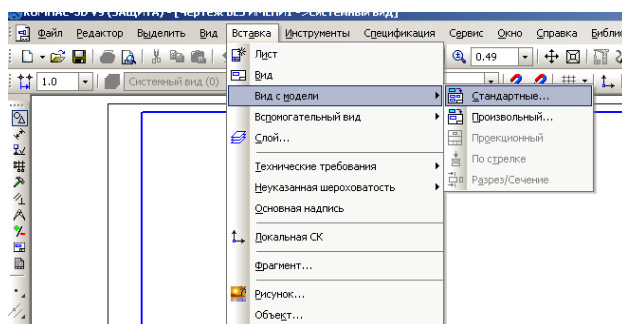 КОМПАС-3D V9 (ЗАЩИТА) - [Чертеж БЕЗ ИМЕНИ1 ->Системный вид]
Файл Редактор Выделить Вид Вставка Инструменты Спецификация Сервис Окно Справка Библио
Лист 0.49
1.0 Системный вид (0) Вид
Вид с модели Стандартные...
Вспомогательный вид Произвольный...
Слой... Проекционный
По стрелке
Технические требования Разрез/Сечение
Неуказанная шероховатость
Основная надпись
Локальная СК
Фрагмент...
Рисунок...
Объект...